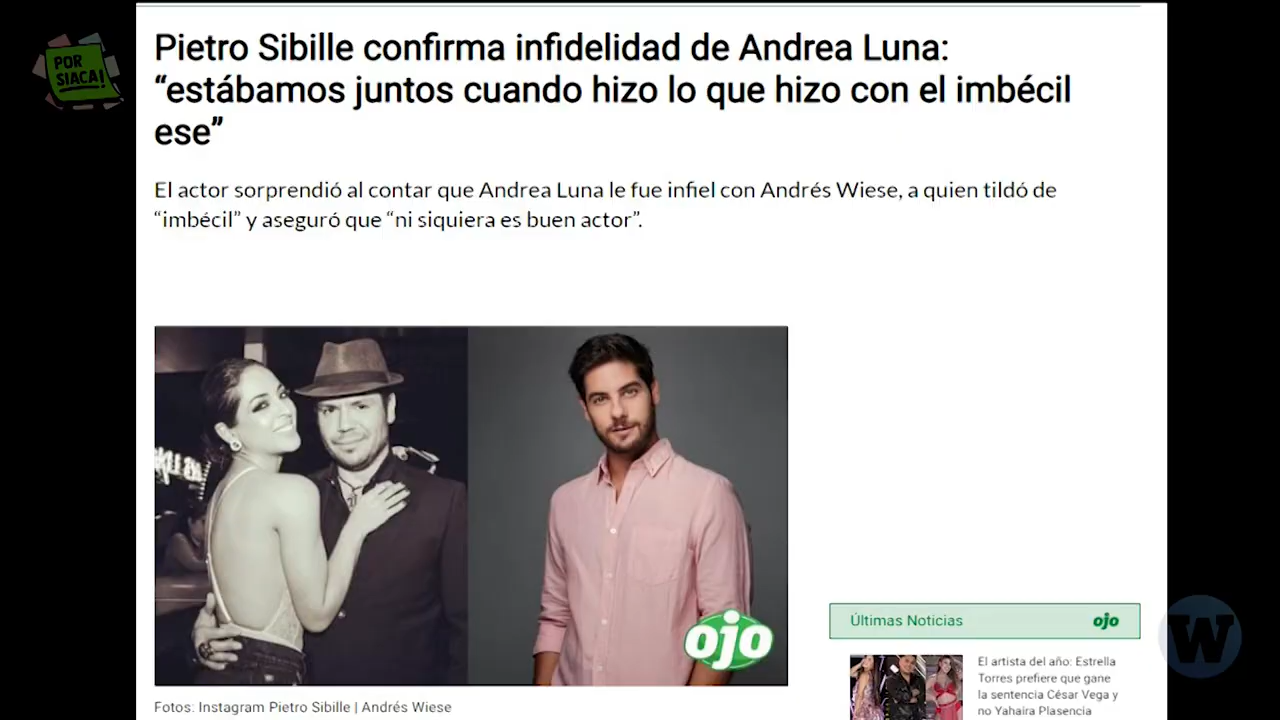 POR
SIACA!
Pietro Sibille confirma infidelidad de Andrea Luna:
“estábamos juntos cuando hizo lo que hizo con el imbécil
ese”
El actor sorprendió al contar que Andrea Luna le fue infiel con Andrés Wiese, a quien tildó de
“imbécil” y aseguró que “ni siquiera es buen actor”.
ojo
Fotos: Instagram Pietro Sibille | Andrés Wiese
Últimas Noticias
ojo
El artista del año: Estrella
Torres prefiere que gane
la sentencia César Vega y
no Yahaira Plasencia
W